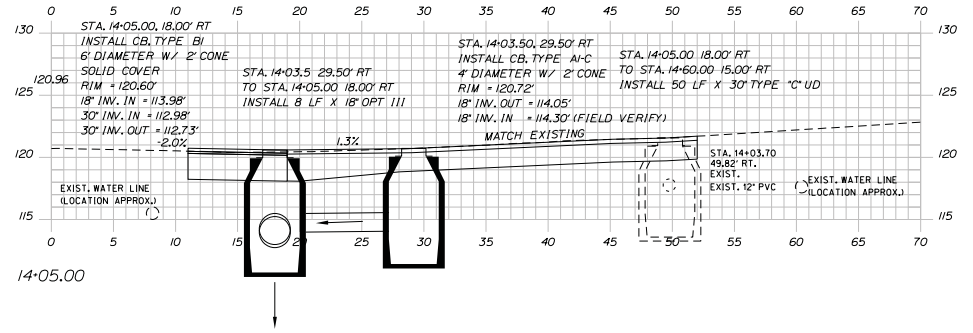 0 5 10 15 20 25 30 35 40 45 50 55 60 65 70
130 130
STA. 14+05.00, 18.00' RT
INSTALL CB, TYPE B1
6' DIAMETER W/ 2' CONE
SOLID COVER
RIM = 120.60'
18" INV. IN = 113.98'
30" INV. IN = 112.98'
30" INV. OUT = 112.73'
-2.0%
120.96
STA. 14+03.5 29.50' RT
TO STA. 14+05.00 18.00' RT
INSTALL 8 LF X 18" OPT III
1.3%
STA. 14+03.50, 29.50' RT
INSTALL CB, TYPE A1-C
4' DIAMETER W/ 2' CONE
RIM = 120.72'
18" INV. OUT = 114.05'
18" INV. IN = 114.30' (FIELD VERIFY)
MATCH EXISTING
STA. 14+05.00 18.00' RT
TO STA. 14+60.00 15.00' RT
INSTALL 50 LF X 30" TYPE "C" UD
125 125
120 120
STA. 14+03.70
49.82' RT.
EXIST.
EXIST. 12" PVC
EXIST. WATER LINE
(LOCATION APPROX.)
EXIST. WATER LINE
(LOCATION APPROX.)
115 115
0 5 10 15 20 25 30 35 40 45 50 55 60 65 70
14+05.00